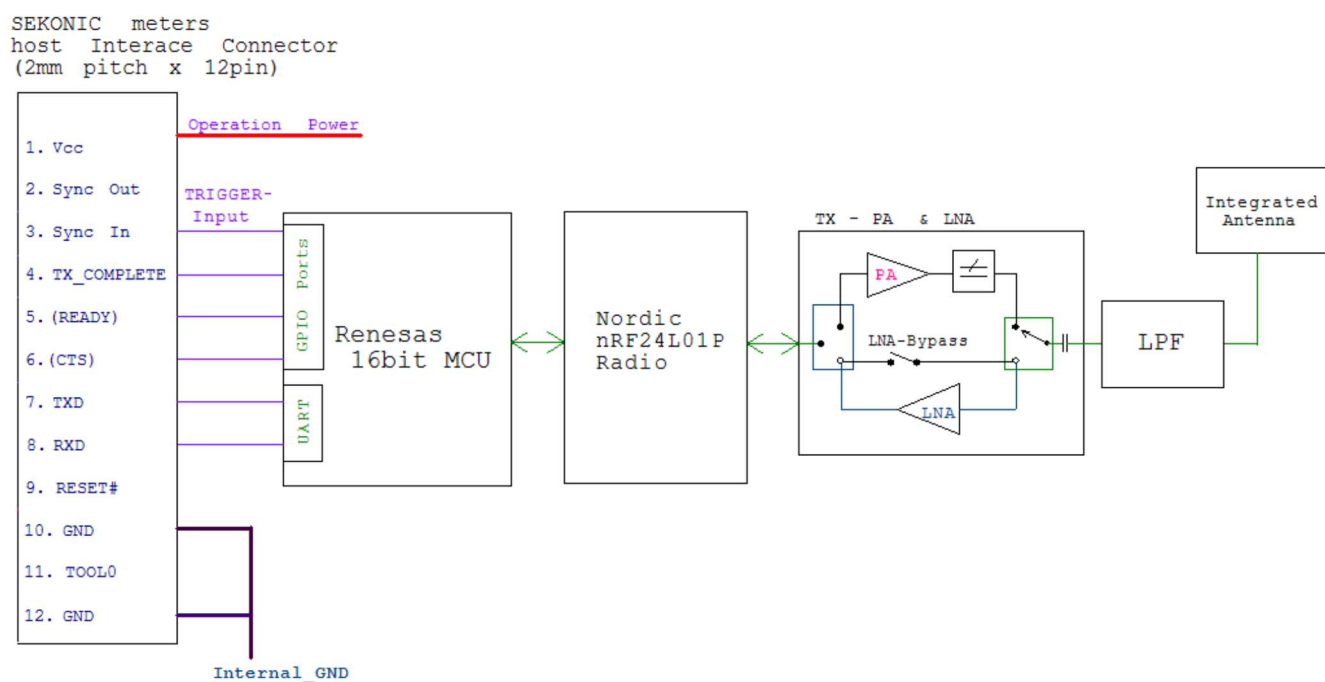 SEKONIC meters
host Interace Connector
(2mm pitch x 12pin)
Operation Power
1. Vcc
2. Sync Out
3. Sync In
4. TX_COMPLETE
5. (READY)
6. (CTS)
7. TXD
8. RXD
9. RESET#
10. GND
11. TOOL0
12. GND
TRIGGER-
Input
GPIO Ports
UART
Renesas
16bit MCU
Nordic
nRF24L01P
Radio
TX - PA & LNA
PA
LNA-Bypass
LNA
LPF
Integrated
Antenna
Internal_GND